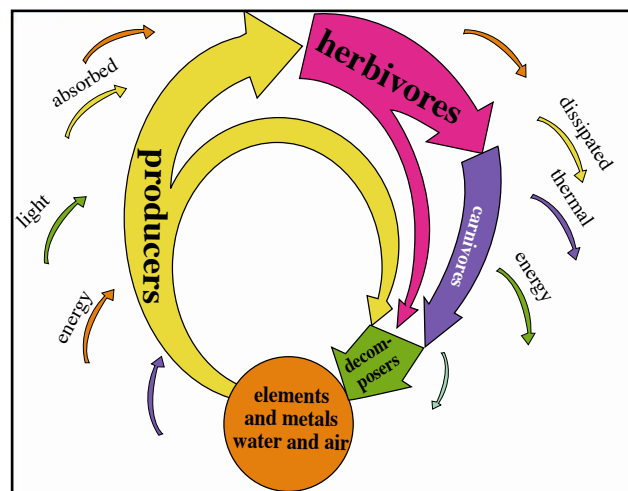 absorbed
light
energy
producers
herbivores
carnivores
decom-
posers
elements
and metals
water and air
dissipated
thermal
energy